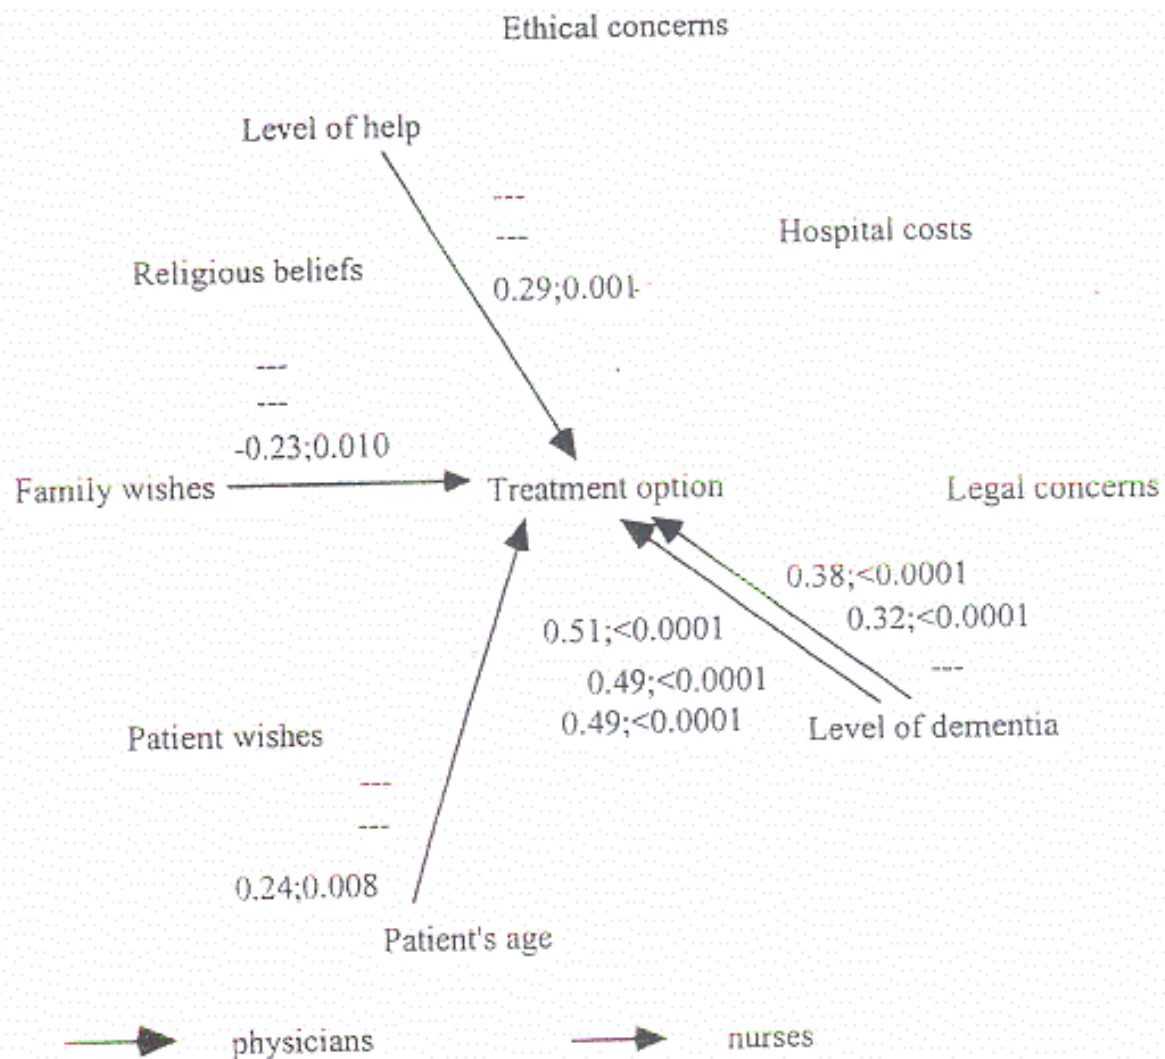 Ethical concerns
Level of help
---
---
0.29;0.001
Hospital costs
Religious beliefs
---
---
-0.23;0.010
Family wishes
Treatment option
Legal concerns
0.38;<0.0001
0.32;<0.0001
---
0.51;<0.0001
0.49;<0.0001
0.49;<0.0001
Level of dementia
Patient wishes
---
---
0.24;0.008
Patient's age
physicians
nurses